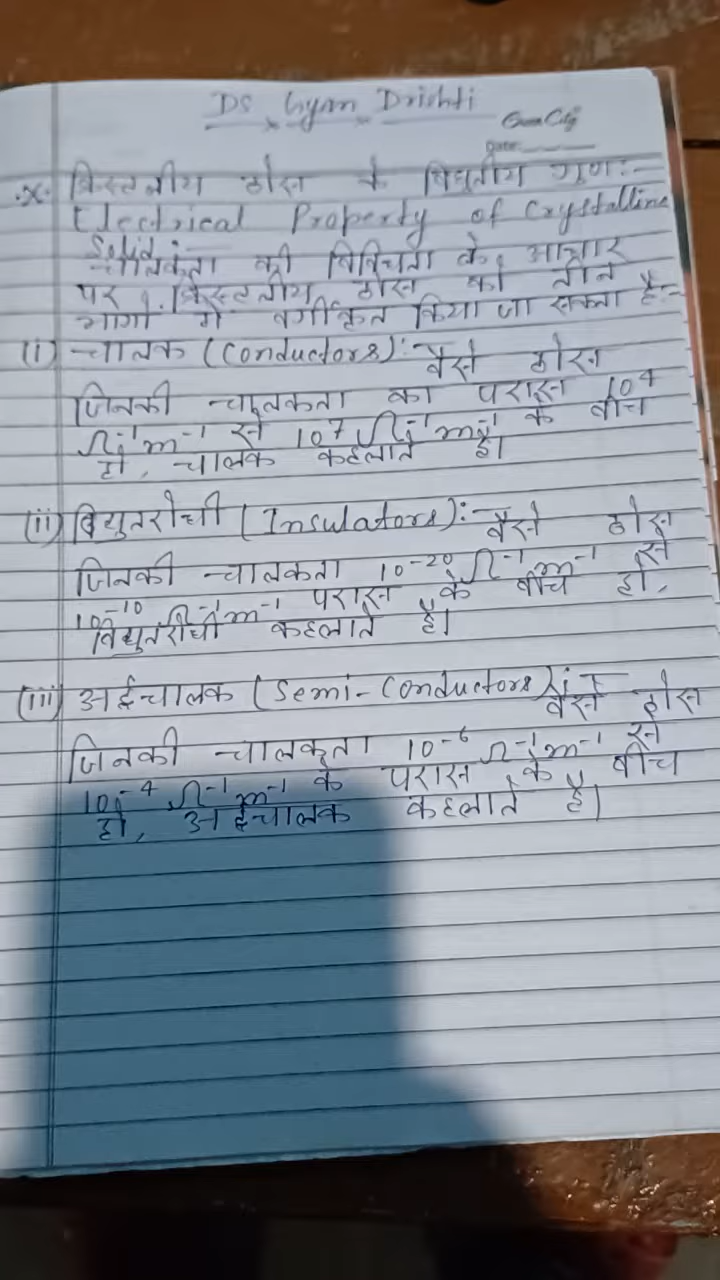 DS Gyan Drishti
Date
x. क्रिस्टलीय ठोस के विधुतीय गुण:-
Electrical Property of Crystalline
Solid :-
चालकता की विविधता के आधार
पर क्रिस्टलीय ठोस को तीन
भागों में वर्गीकृत किया जा सकता है:-
(i) चालक (Conductors):- वैसे ठोस
जिनकी चालकता का परास 10⁴
Ω⁻¹m⁻¹ से 10⁷ Ω⁻¹m⁻¹ के बीच
हो, चालक कहलाते है।
(ii) विधुतरोधी (Insulators):- वैसे ठोस
जिनकी चालकता 10⁻²⁰ Ω⁻¹m⁻¹ से
10⁻¹⁰ Ω⁻¹m⁻¹ परास के बीच हो,
विधुतरोधी कहलाते है।
(iii) अर्द्धचालक (Semi-Conductors):- वैसे ठोस
जिनकी चालकता 10⁻⁶ Ω⁻¹m⁻¹ से
10⁻⁴ Ω⁻¹m⁻¹ के परास के बीच
हो, अर्द्धचालक कहलाते है।